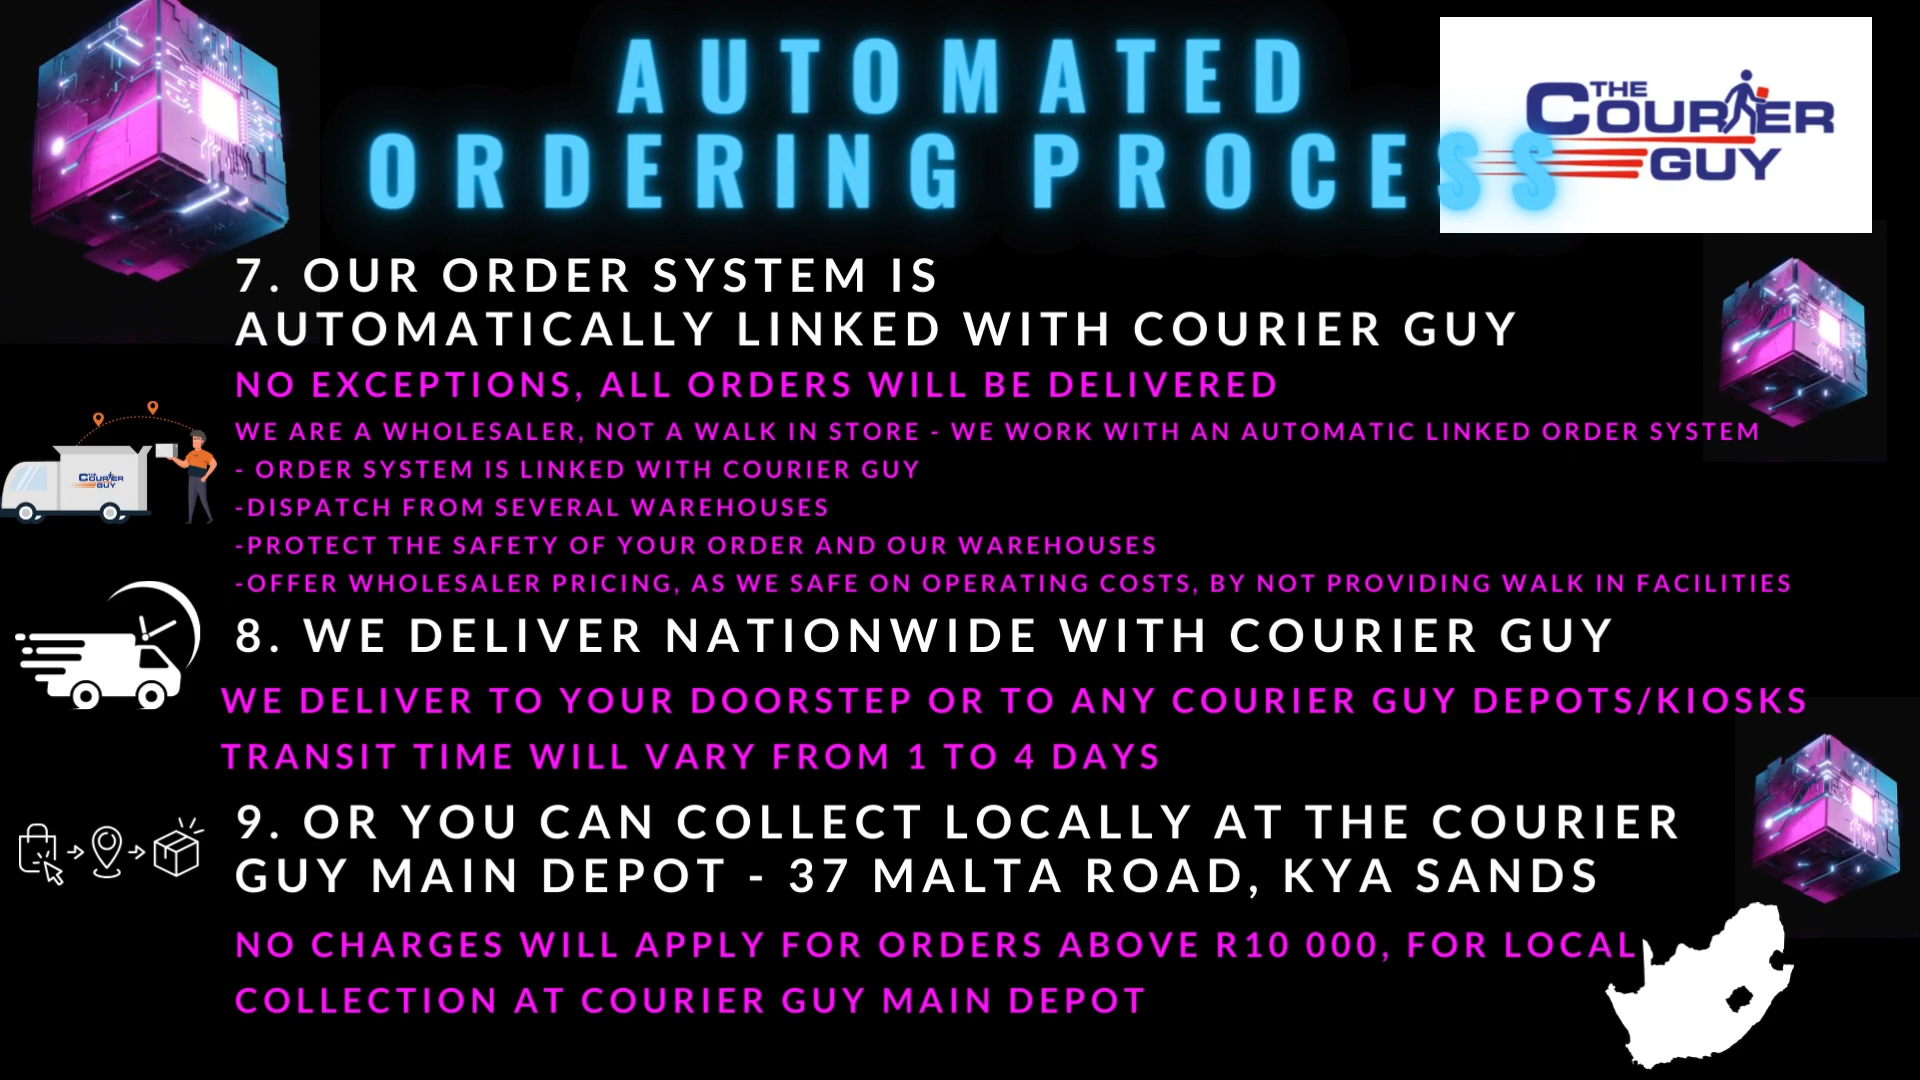 AUTOMATED
ORDERING PROCESS
THE
COURIER
GUY
7. OUR ORDER SYSTEM IS
AUTOMATICALLY LINKED WITH COURIER GUY
NO EXCEPTIONS, ALL ORDERS WILL BE DELIVERED
WE ARE A WHOLESALER, NOT A WALK IN STORE - WE WORK WITH AN AUTOMATIC LINKED ORDER SYSTEM
- ORDER SYSTEM IS LINKED WITH COURIER GUY
-DISPATCH FROM SEVERAL WAREHOUSES
-PROTECT THE SAFETY OF YOUR ORDER AND OUR WAREHOUSES
-OFFER WHOLESALER PRICING, AS WE SAFE ON OPERATING COSTS, BY NOT PROVIDING WALK IN FACILITIES
THE
COURIER
GUY
8. WE DELIVER NATIONWIDE WITH COURIER GUY
WE DELIVER TO YOUR DOORSTEP OR TO ANY COURIER GUY DEPOTS/KIOSKS
TRANSIT TIME WILL VARY FROM 1 TO 4 DAYS
9. OR YOU CAN COLLECT LOCALLY AT THE COURIER
GUY MAIN DEPOT - 37 MALTA ROAD, KYA SANDS
NO CHARGES WILL APPLY FOR ORDERS ABOVE R10 000, FOR LOCAL
COLLECTION AT COURIER GUY MAIN DEPOT